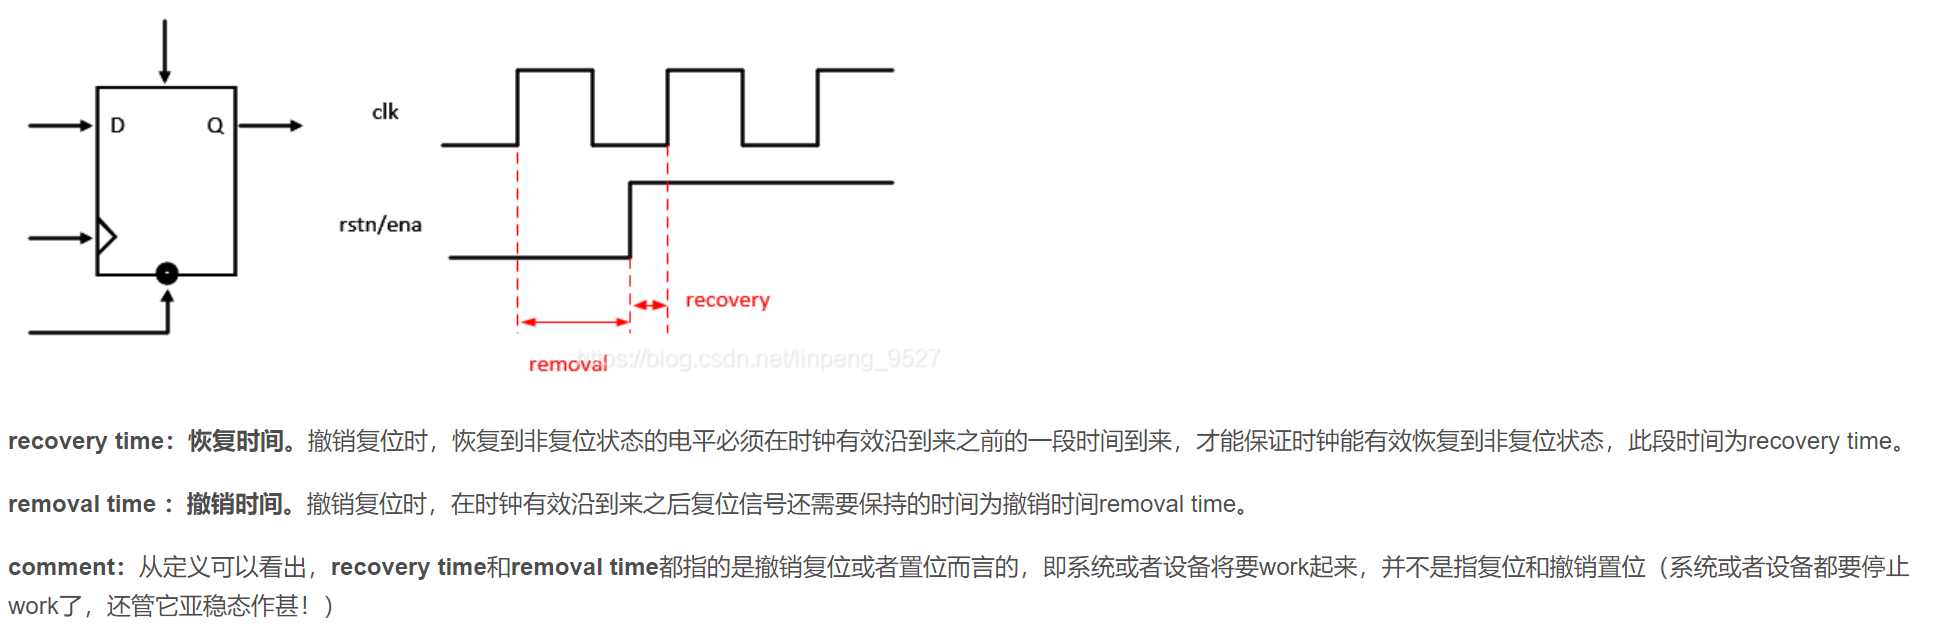 D
Q
clk
rstn/ena
recovery
removal
https://blog.csdn.net/linpeng_9527
recovery time：恢复时间。撤销复位时，恢复到非复位状态的电平必须在时钟有效沿到来之前的一段时间到来，才能保证时钟能有效恢复到非复位状态，此段时间为recovery time。
removal time ：撤销时间。撤销复位时，在时钟有效沿到来之后复位信号还需要保持的时间为撤销时间removal time。
comment：从定义可以看出，recovery time和removal time都指的是撤销复位或者置位而言的，即系统或者设备将要work起来，并不是指复位和撤销置位（系统或者设备都要停止
work了，还管它亚稳态作甚！）